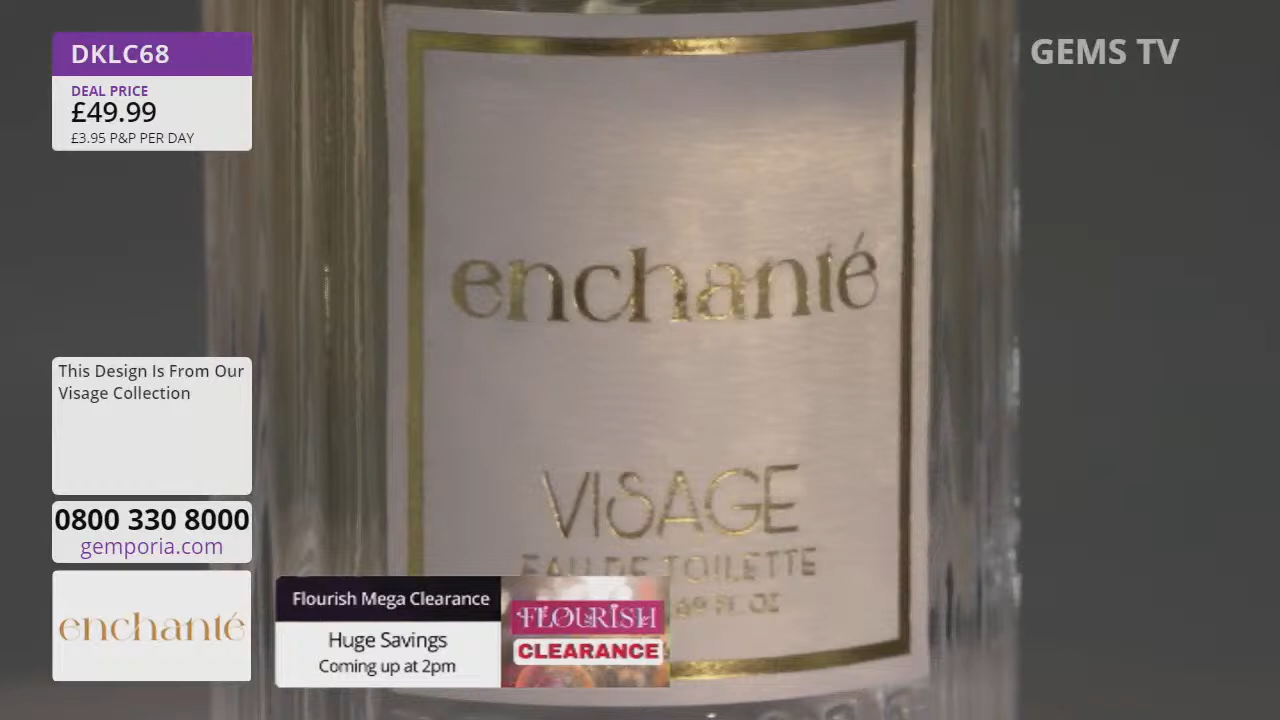 DKLC68
DEAL PRICE
£49.99
£3.95 P&P PER DAY
GEMS TV
enchanté
VISAGE
EAU DE TOILETTE
FL OZ
This Design Is From Our
Visage Collection
0800 330 8000
gemporia.com
enchanté
Flourish Mega Clearance
Huge Savings
Coming up at 2pm
FLOURISH
CLEARANCE